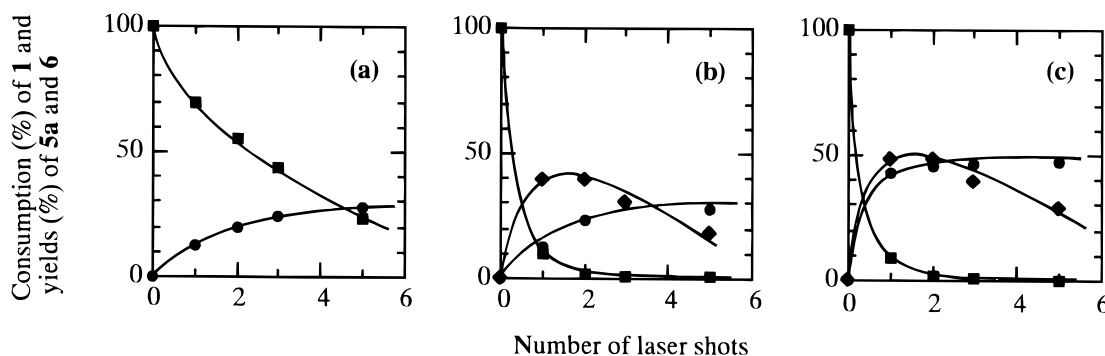 Consumption (%) of 1 and
yields (%) of 5a and 6
100
50
0
0 2 4 6
(a)
100
50
0
0 2 4 6
(b)
100
50
0
0 2 4 6
(c)
Number of laser shots